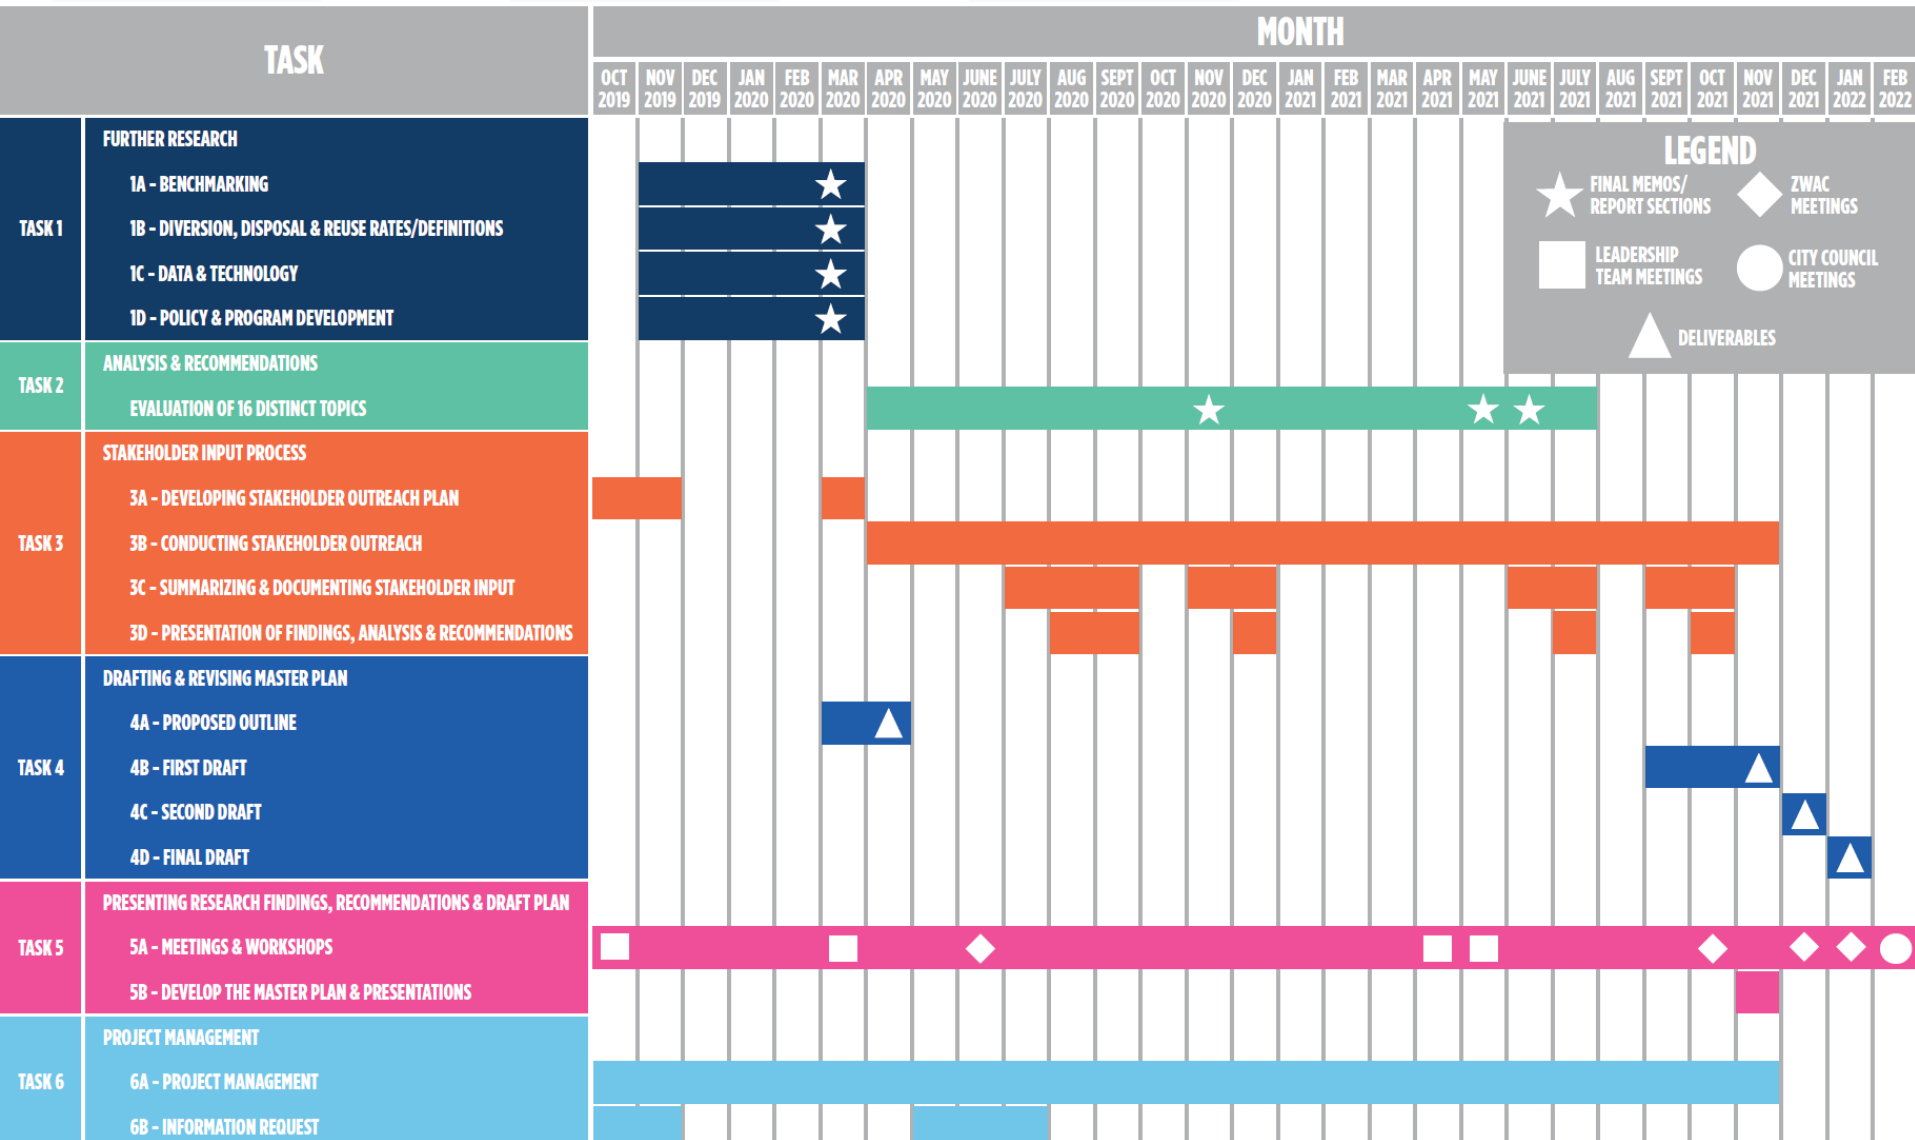 TASK
MONTH
OCT 2019
NOV 2019
DEC 2019
JAN 2020
FEB 2020
MAR 2020
APR 2020
MAY 2020
JUNE 2020
JULY 2020
AUG 2020
SEPT 2020
OCT 2020
NOV 2020
DEC 2020
JAN 2021
FEB 2021
MAR 2021
APR 2021
MAY 2021
JUNE 2021
JULY 2021
AUG 2021
SEPT 2021
OCT 2021
NOV 2021
DEC 2021
JAN 2022
FEB 2022
LEGEND
FINAL MEMOS/
REPORT SECTIONS
ZWAC
MEETINGS
LEADERSHIP
TEAM MEETINGS
CITY COUNCIL
MEETINGS
DELIVERABLES
TASK 1
FURTHER RESEARCH
1A - BENCHMARKING
1B - DIVERSION, DISPOSAL & REUSE RATES/DEFINITIONS
1C - DATA & TECHNOLOGY
1D - POLICY & PROGRAM DEVELOPMENT
TASK 2
ANALYSIS & RECOMMENDATIONS
EVALUATION OF 16 DISTINCT TOPICS
TASK 3
STAKEHOLDER INPUT PROCESS
3A - DEVELOPING STAKEHOLDER OUTREACH PLAN
3B - CONDUCTING STAKEHOLDER OUTREACH
3C - SUMMARIZING & DOCUMENTING STAKEHOLDER INPUT
3D - PRESENTATION OF FINDINGS, ANALYSIS & RECOMMENDATIONS
TASK 4
DRAFTING & REVISING MASTER PLAN
4A - PROPOSED OUTLINE
4B - FIRST DRAFT
4C - SECOND DRAFT
4D - FINAL DRAFT
TASK 5
PRESENTING RESEARCH FINDINGS, RECOMMENDATIONS & DRAFT PLAN
5A - MEETINGS & WORKSHOPS
5B - DEVELOP THE MASTER PLAN & PRESENTATIONS
TASK 6
PROJECT MANAGEMENT
6A - PROJECT MANAGEMENT
6B - INFORMATION REQUEST